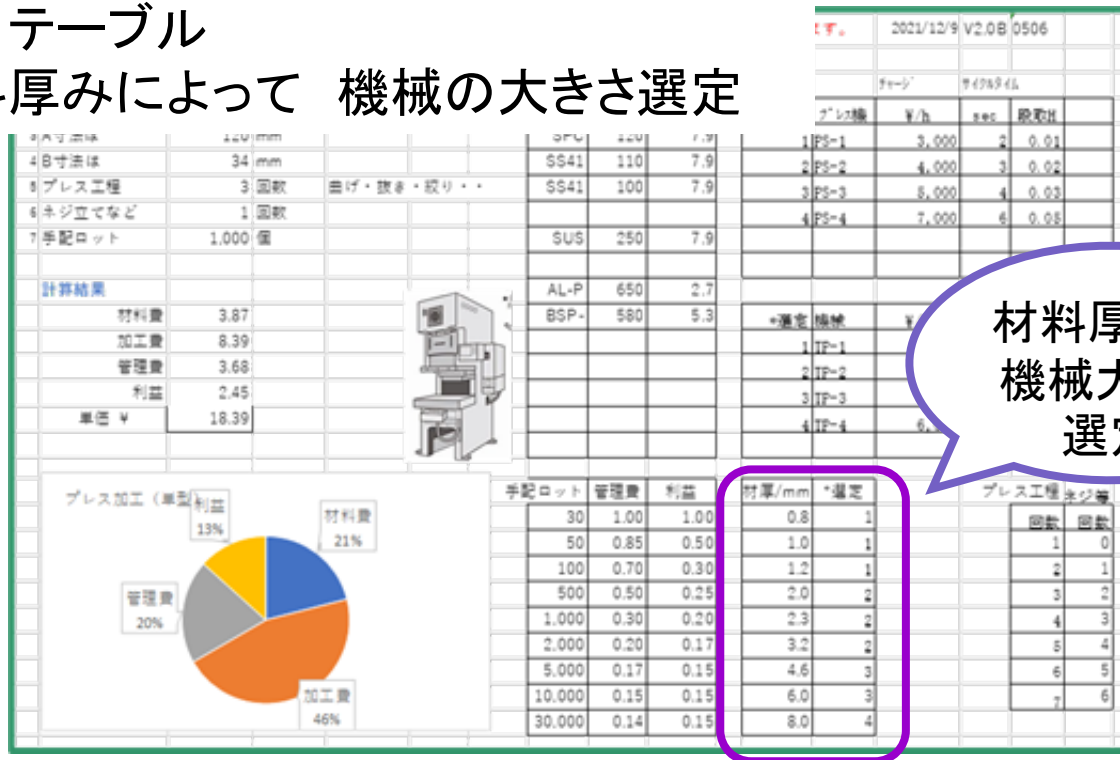 テーブル
厚みによって 機械の大きさ選定
す。 2021/12/9 V2.0B 0506
ﾁｬｰｼﾞ ｻｲｸﾙﾀｲﾑ
プレス機 ¥/h sec 段取H
1 PS-1 3,000 2 0.01
2 PS-2 4,000 3 0.02
3 PS-3 5,000 4 0.03
4 PS-4 7,000 6 0.05
3 A寸法は 120 mm
4 B寸法は 34 mm
5 プレス工程 3 回数 曲げ・抜き・絞り・・
6 ネジ立てなど 1 回数
7 手配ロット 1,000 個
SPC 120 7.9
SS41 110 7.9
SS41 100 7.9
SUS 250 7.9
AL-P 650 2.7
BSP- 580 5.3
計算結果
材料費 3.87
加工費 8.39
管理費 3.68
利益 2.45
単価 ¥ 18.39
*選定 機械 ¥
1 TP-1
2 TP-2
3 TP-3
4 TP-4 6,
材料厚
機械大
選定
プレス加工（単型）
利益
13%
材料費
21%
管理費
20%
加工費
46%
手配ロット 管理費 利益
30 1.00 1.00
50 0.85 0.50
100 0.70 0.30
500 0.50 0.25
1,000 0.30 0.20
2,000 0.20 0.17
5,000 0.17 0.15
10,000 0.15 0.15
30,000 0.14 0.15
材厚/mm *選定
0.8 1
1.0 1
1.2 1
2.0 2
2.3 2
3.2 2
4.6 3
6.0 3
8.0 4
プレス工程 ネジ等
回数 回数
1 0
2 1
3 2
4 3
5 4
6 5
7 6